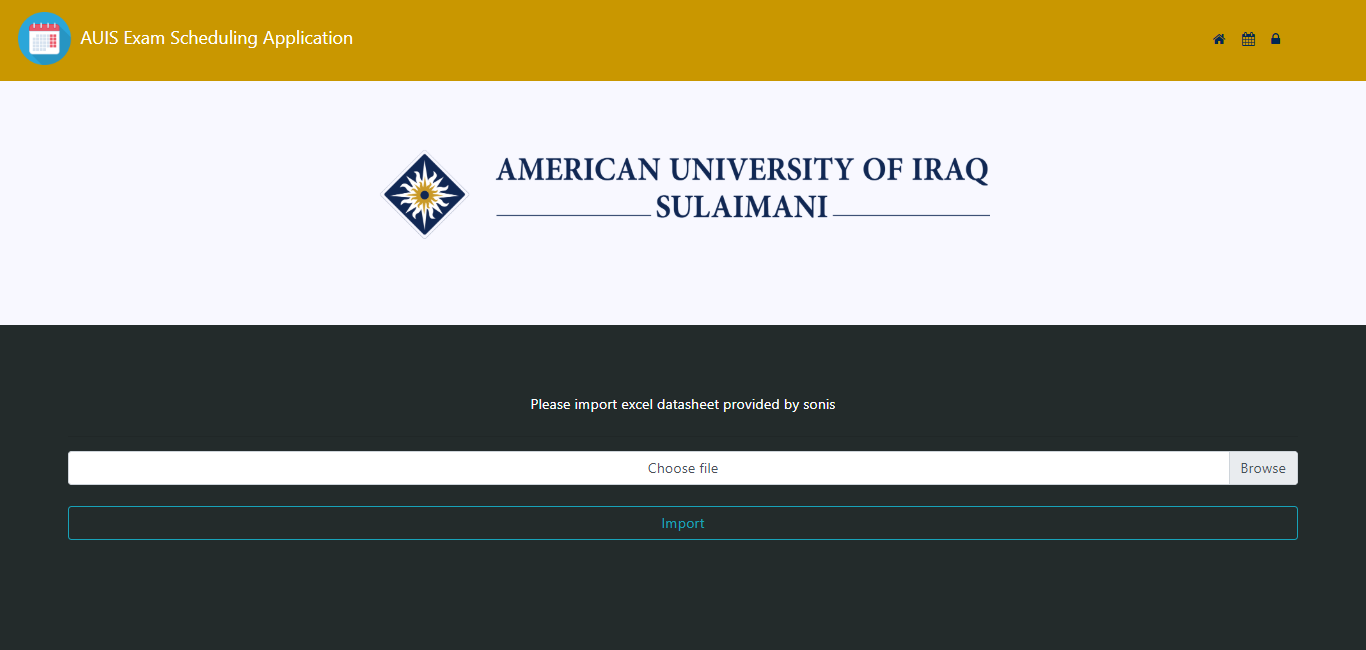 AUIS Exam Scheduling Application
AMERICAN UNIVERSITY OF IRAQ
SULAIMANI
Please import excel datasheet provided by sonis
Choose file
Browse
Import